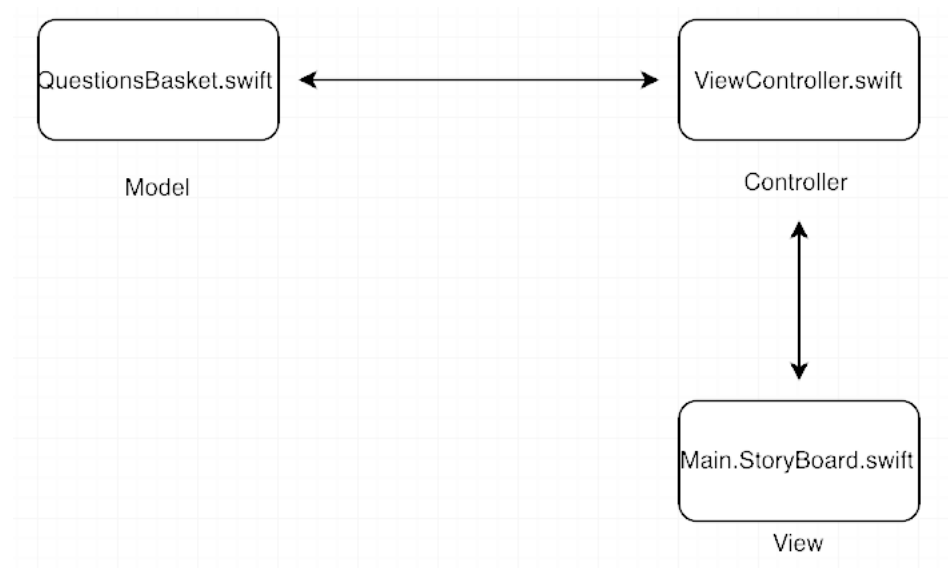 QuestionsBasket.swift
ViewController.swift
Model
Controller
Main.StoryBoard.swift
View